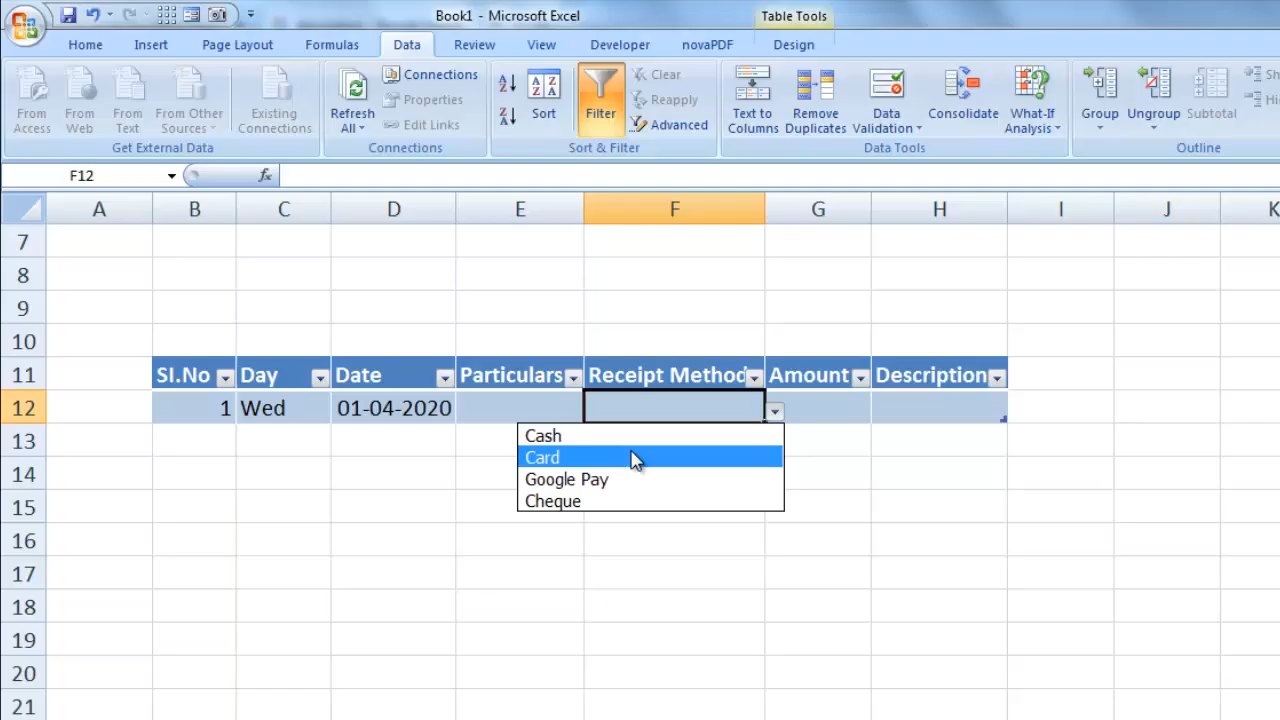 Book1 - Microsoft Excel
Table Tools
Home Insert Page Layout Formulas Data Review View Developer novaPDF Design
From Access
From Web
From Text
From Other Sources
Existing Connections
Get External Data
Refresh All
Connections
Properties
Edit Links
Connections
Sort
Filter
Clear
Reapply
Advanced
Sort & Filter
Text to Columns
Remove Duplicates
Data Validation
Consolidate
What-If Analysis
Data Tools
Group
Ungroup
Subtotal
Outline
F12 fx
A B C D E F G H I J K
7
8
9
10
11 SI.No Day Date Particulars Receipt Method Amount Description
12 1 Wed 01-04-2020
Cash
Card
Google Pay
Cheque
13
14
15
16
17
18
19
20
21